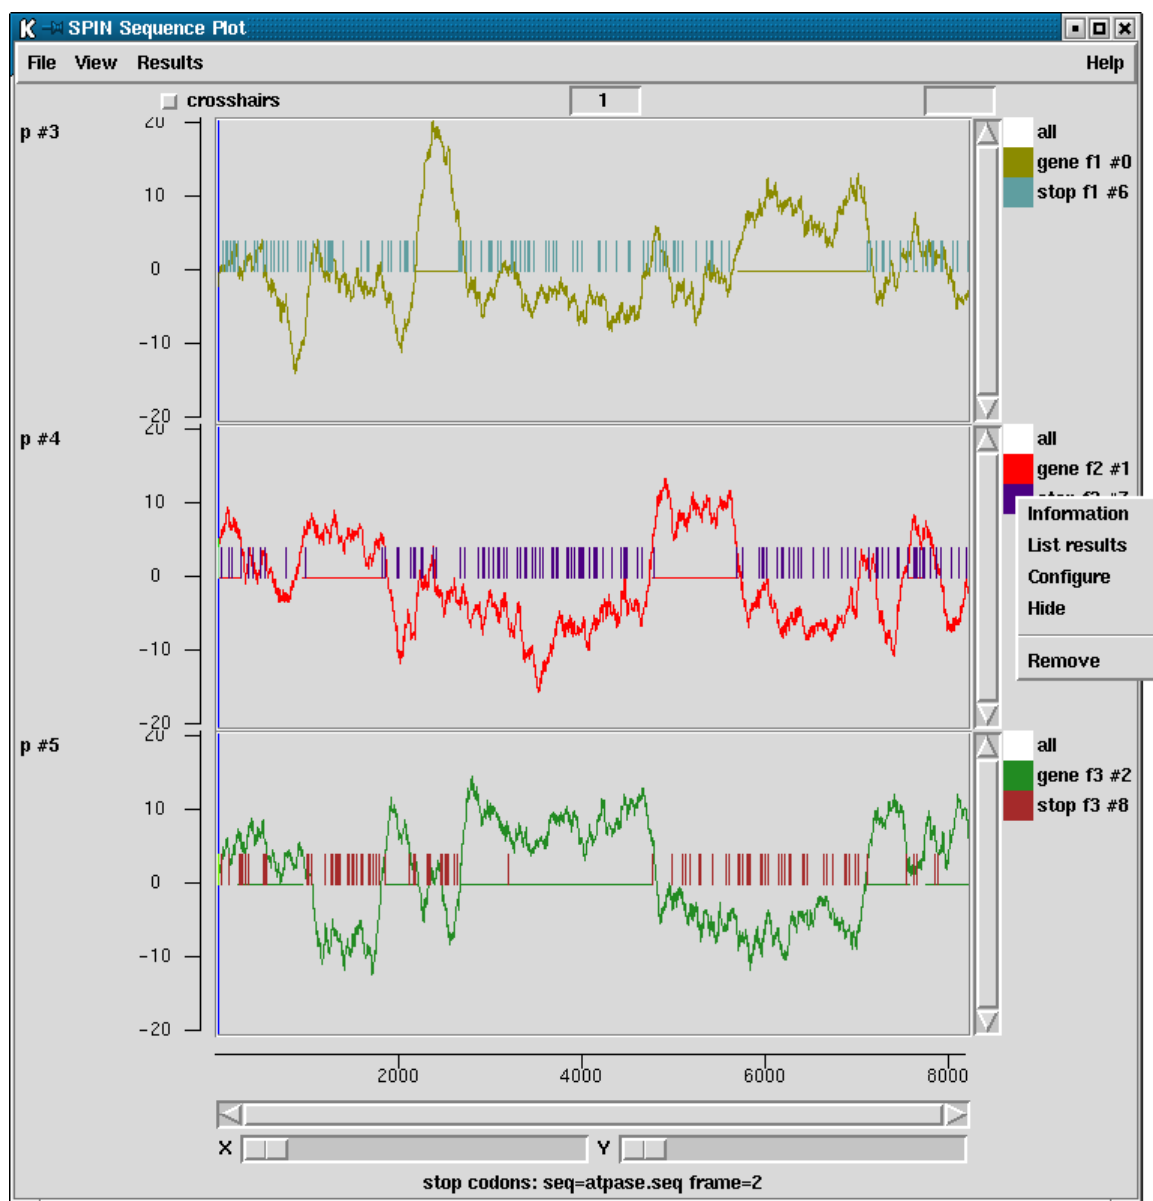 SPIN Sequence Plot
File View Results Help
crosshairs 1
p #3
20
10
0
-10
-20
all
gene f1 #0
stop f1 #6
p #4
20
10
0
-10
-20
all
gene f2 #1
Information
List results
Configure
Hide
Remove
p #5
20
10
0
-10
-20
all
gene f3 #2
stop f3 #8
2000 4000 6000 8000
X Y
stop codons: seq=atpase.seq frame=2